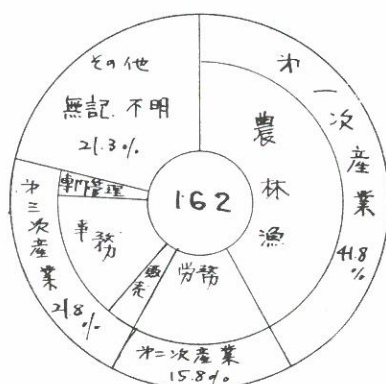 その他
無記、不明
21.3%
第一次産業
41.8%
農林漁
162
専門管理
事務
販売
労務
第三次産業
21.8%
第二次産業
15.8%